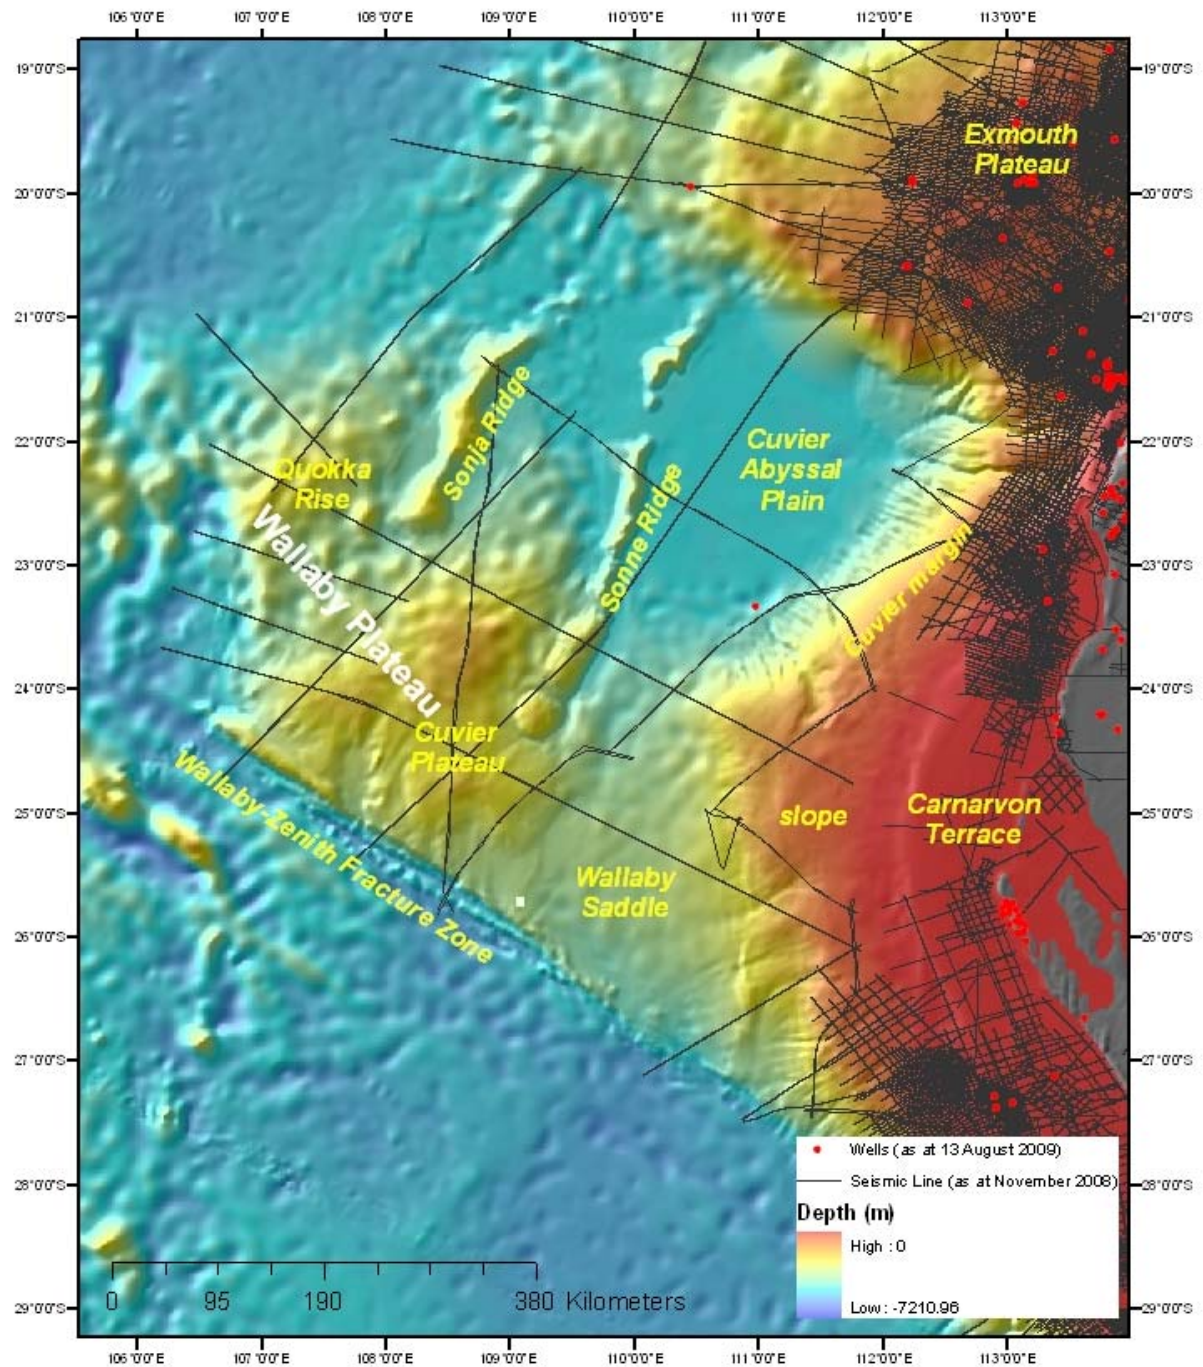 106°0'0"E 107°0'0"E 108°0'0"E 109°0'0"E 110°0'0"E 111°0'0"E 112°0'0"E 113°0'0"E
19°0'0"S 19°0'0"S
Exmouth
Plateau
20°0'0"S 20°0'0"S
21°0'0"S 21°0'0"S
Sonja Ridge
22°0'0"S 22°0'0"S
Cuvier
Abyssal
Plain
Quokka
Rise
Sonne Ridge
Wallaby Plateau
23°0'0"S 23°0'0"S
Cuvier margin
24°0'0"S 24°0'0"S
Cuvier
Plateau
Wallaby-Zenith Fracture Zone
25°0'0"S 25°0'0"S
slope
Carnarvon
Terrace
Wallaby
Saddle
26°0'0"S 26°0'0"S
27°0'0"S 27°0'0"S
Wells (as at 13 August 2009)
Seismic Line (as at November 2008)
28°0'0"S 28°0'0"S
Depth (m)
High : 0
Low : -7210.96
0 95 190 380 Kilometers
29°0'0"S 29°0'0"S
106°0'0"E 107°0'0"E 108°0'0"E 109°0'0"E 110°0'0"E 111°0'0"E 112°0'0"E 113°0'0"E